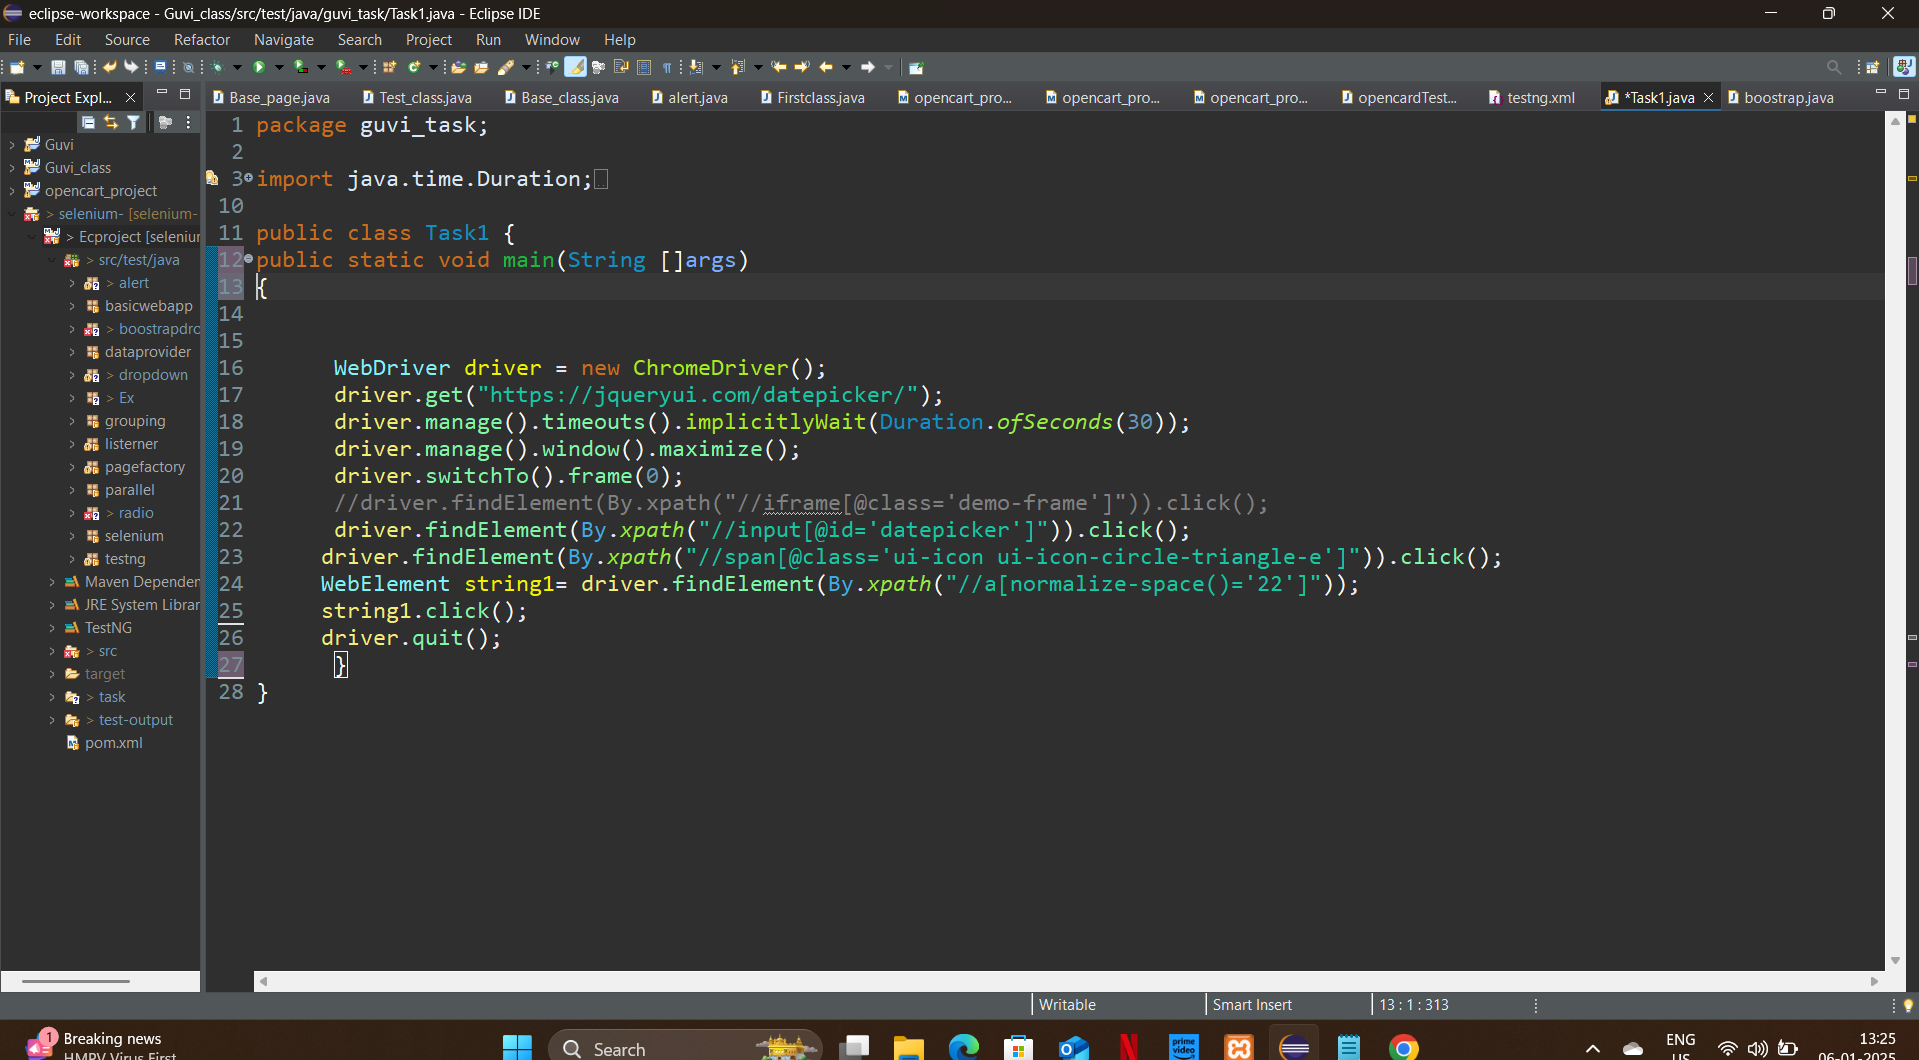 eclipse-workspace - Guvi_class/src/test/java/guvi_task/Task1.java - Eclipse IDE
File Edit Source Refactor Navigate Search Project Run Window Help
Project Expl...
Base_page.java Test_class.java Base_class.java alert.java Firstclass.java opencart_pro... opencart_pro... opencart_pro... opencardTest... testng.xml *Task1.java boostrap.java
Guvi
Guvi_class
opencart_project
> selenium- [selenium-
> Ecproject [seleniur
> src/test/java
> alert
basicwebapp
> boostrapdro
dataprovider
> dropdown
> Ex
grouping
listerner
pagefactory
parallel
> radio
selenium
testng
Maven Dependen
JRE System Librar
TestNG
> src
target
> task
> test-output
pom.xml
1 package guvi_task;
2
3 import java.time.Duration;
10
11 public class Task1 {
12 public static void main(String []args)
13 {
14
15
16 WebDriver driver = new ChromeDriver();
17 driver.get("https://jqueryui.com/datepicker/");
18 driver.manage().timeouts().implicitlyWait(Duration.ofSeconds(30));
19 driver.manage().window().maximize();
20 driver.switchTo().frame(0);
21 //driver.findElement(By.xpath("//iframe[@class='demo-frame']")).click();
22 driver.findElement(By.xpath("//input[@id='datepicker']")).click();
23 driver.findElement(By.xpath("//span[@class='ui-icon ui-icon-circle-triangle-e']")).click();
24 WebElement string1= driver.findElement(By.xpath("//a[normalize-space()='22']"));
25 string1.click();
26 driver.quit();
27 }
28 }
Writable Smart Insert 13 : 1 : 313
1
Breaking news
HMPV Virus First
Search
prime video
ENG
US
13:25
06-01-2025